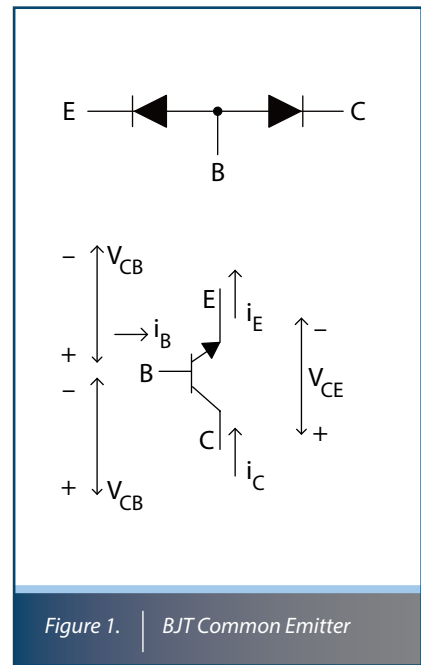 E C
B
– V_CB
E i_E
i_B –
+
– B V_CE
C +
+ V_CB i_C
Figure 1. | BJT Common Emitter